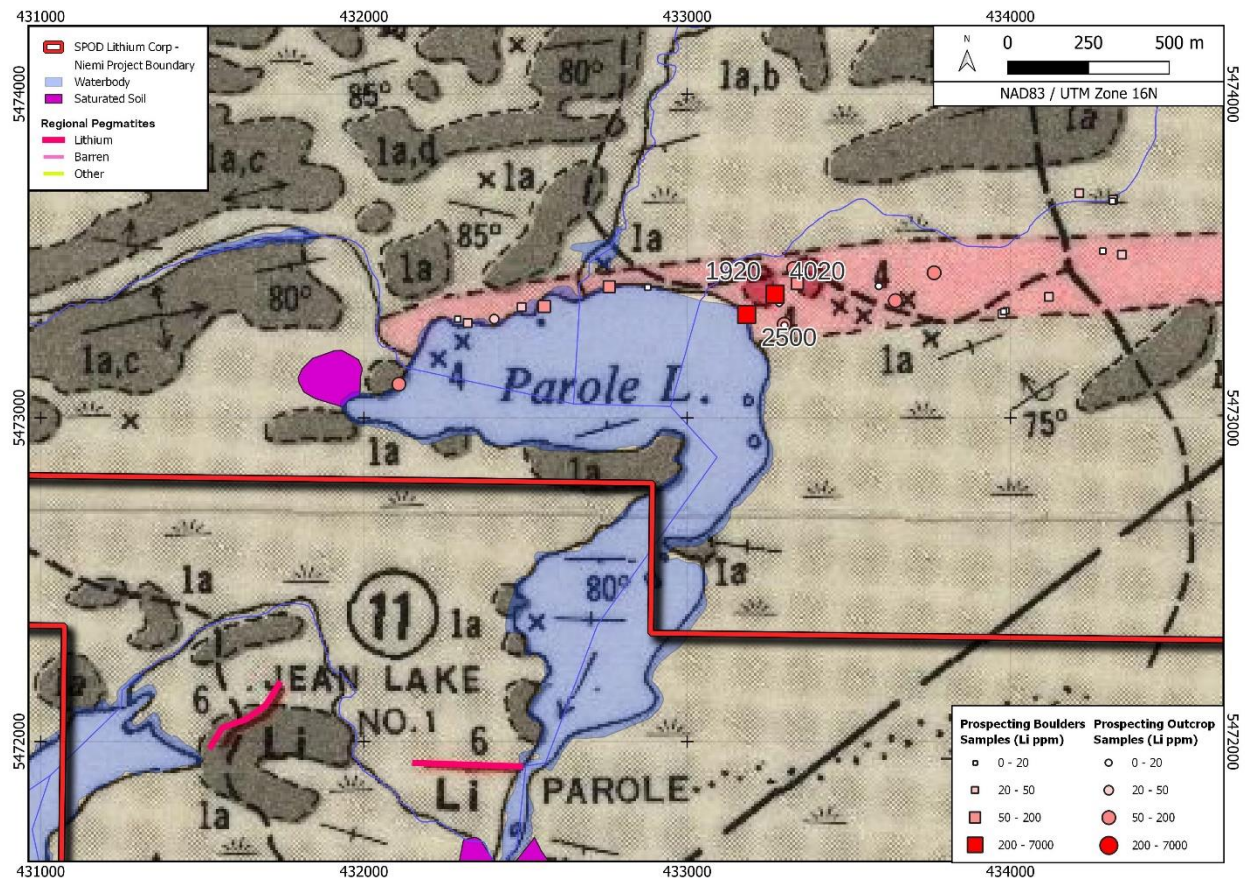 431000
432000
433000
434000
SPOD Lithium Corp -
Niemi Project Boundary
Waterbody
Saturated Soil
Regional Pegmatites
Lithium
Barren
Other
N
0 250 500 m
NAD83 / UTM Zone 16N
5474000
5474000
80°
1a,b
85°
1a
1a,c
1a,d
1a
85°
1a
1a
80°
1920
4020
4
4
2500
1a
1a,c
4
Parole L.
5473000
5473000
75°
1a
1a
1a
80°
1a
11
1a
JEAN LAKE
NO.1
6
Li
6
Li
PAROLE
1a
5472000
5472000
Prospecting Boulders
Samples (Li ppm)
0 - 20
20 - 50
50 - 200
200 - 7000
Prospecting Outcrop
Samples (Li ppm)
0 - 20
20 - 50
50 - 200
200 - 7000
431000
432000
433000
434000